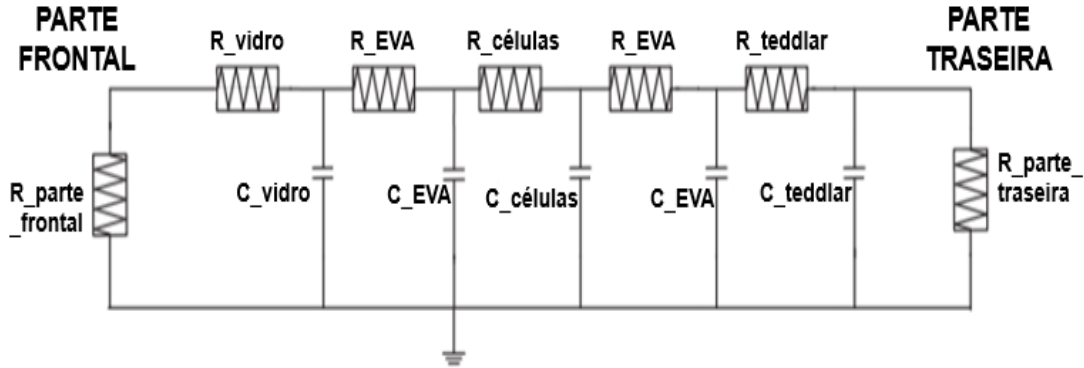 PARTE
FRONTAL
R_vidro
R_EVA
R_células
R_EVA
R_teddlar
PARTE
TRASEIRA
R_parte
_frontal
C_vidro
C_EVA
C_células
C_EVA
C_teddlar
R_parte_
traseira